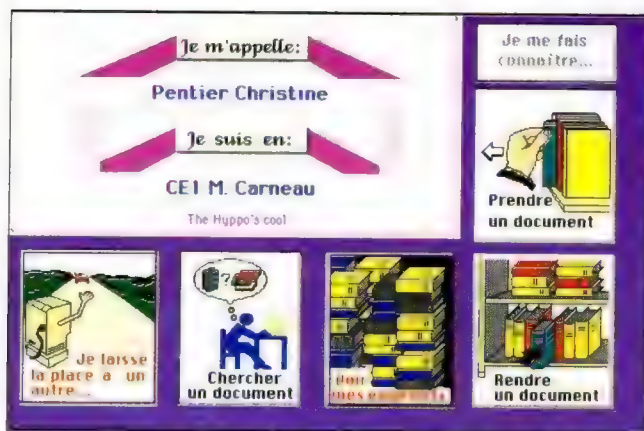 Je m'appelle:
Pentier Christine
Je suis en:
CE1 M. Carneau
The Hyppo's cool
Je me fais
connaître...
Prendre
un document
Je laisse
la place a un
autre...
Chercher
un document
mes
Rendre
un document